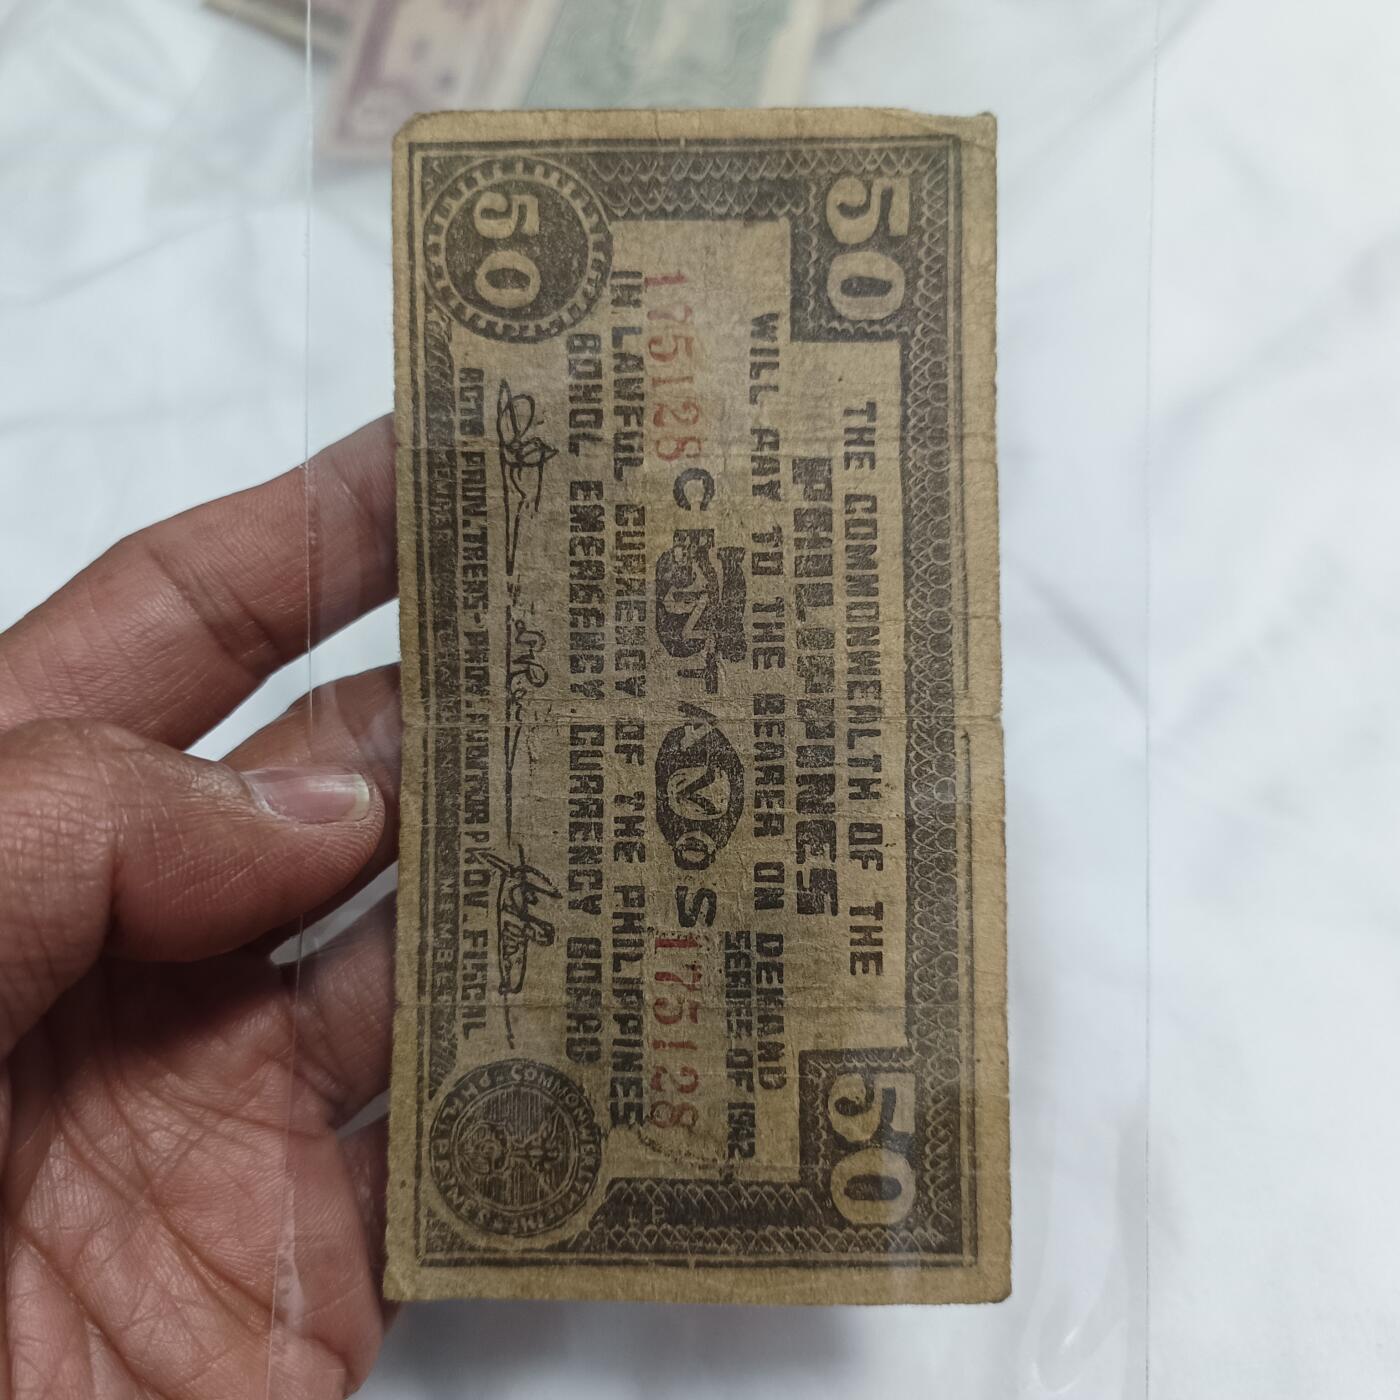 50
50
THE COMMONWEALTH OF THE
PHILIPPINES
WILL PAY TO THE BEARER ON DEMAND
SERIES OF 1942
175128 CENTAVOS 175128
IN LAWFUL CURRENCY OF THE PHILIPPINES
BOHOL EMERGENCY CURRENCY BOARD
50
ACTG. PROV. TREAS- PROV. AUDITOR PROV. FISCAL
COMMONWEALTH
PHILIPPINES